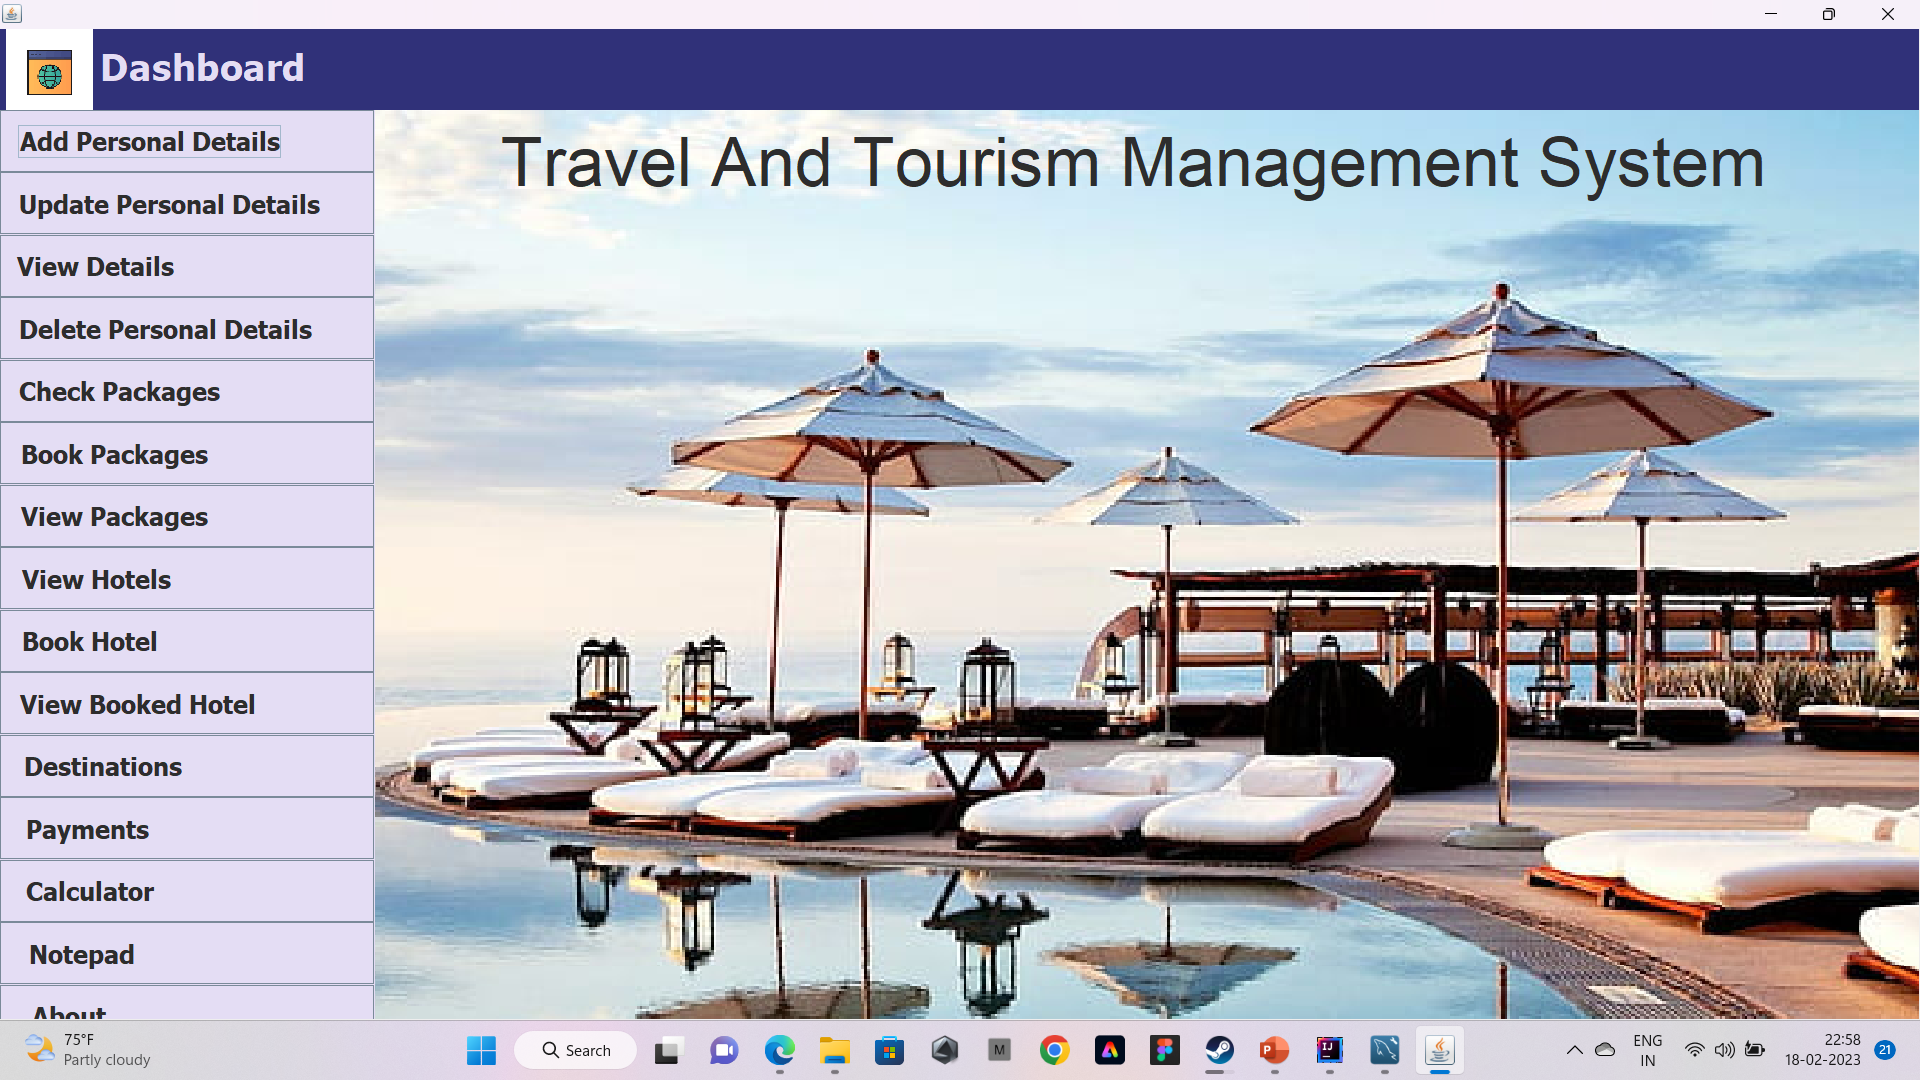 Dashboard
Travel And Tourism Management System
Add Personal Details
Update Personal Details
View Details
Delete Personal Details
Check Packages
Book Packages
View Packages
View Hotels
Book Hotel
View Booked Hotel
Destinations
Payments
Calculator
Notepad
About
75°F
Partly cloudy
Search
M
P
IJ
ENG
IN
22:58
18-02-2023
21